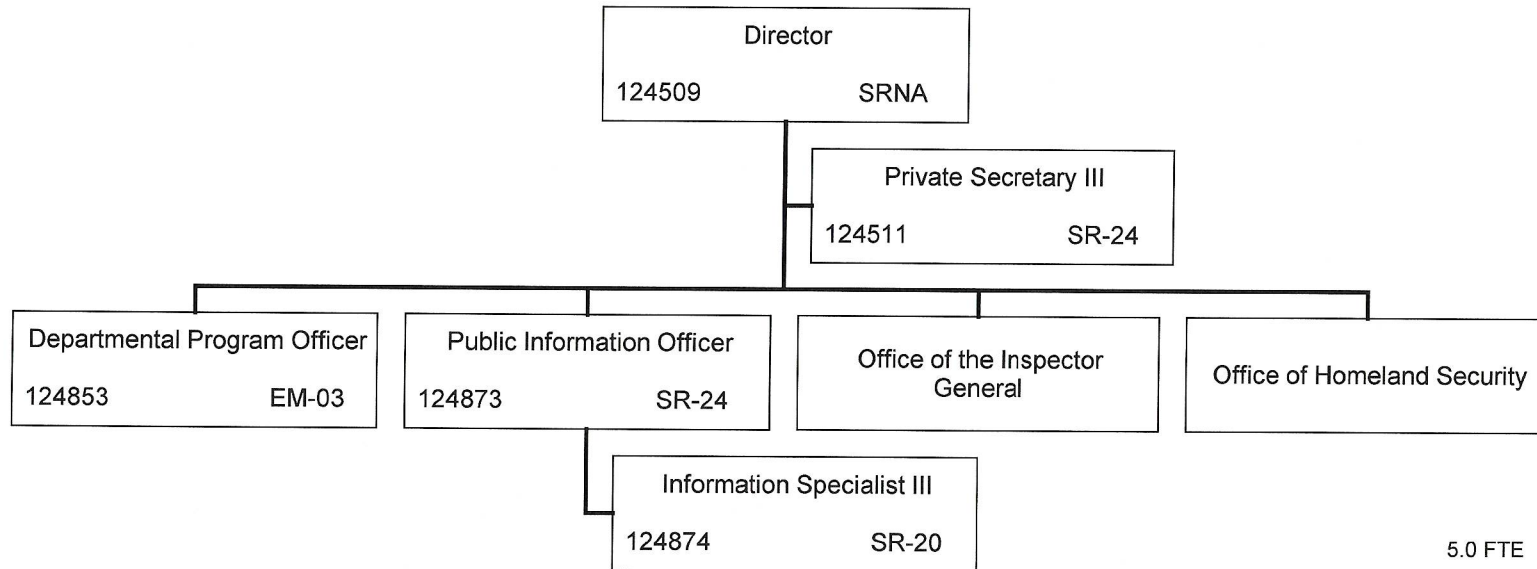 Director
124509 SRNA
Private Secretary III
124511 SR-24
Departmental Program Officer
124853 EM-03
Public Information Officer
124873 SR-24
Office of the Inspector
General
Office of Homeland Security
Information Specialist III
124874 SR-20
5.0 FTE